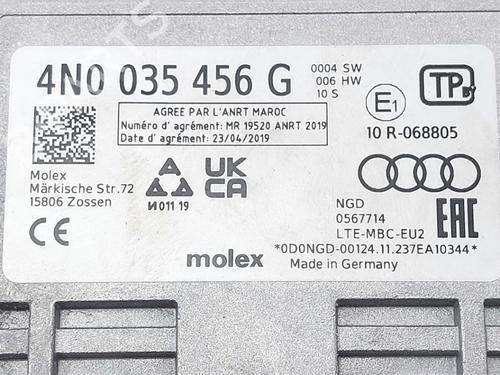 4N0 035 456 G
0004 SW
006 HW
10 S
E1
TP
BY
AGREE PAR L'ANRT MAROC
Numéro d'agrément: MR 19520 ANRT 2019
Date d'agrément: 23/04/2019
10 R-068805
Molex
Märkische Str.72
15806 Zossen
CE
UK
CA
011 19
NGD
0567714
LTE-MBC-EU2
EAC
*0D0NGD-00124.11.237EA10344*
molex
Made in Germany